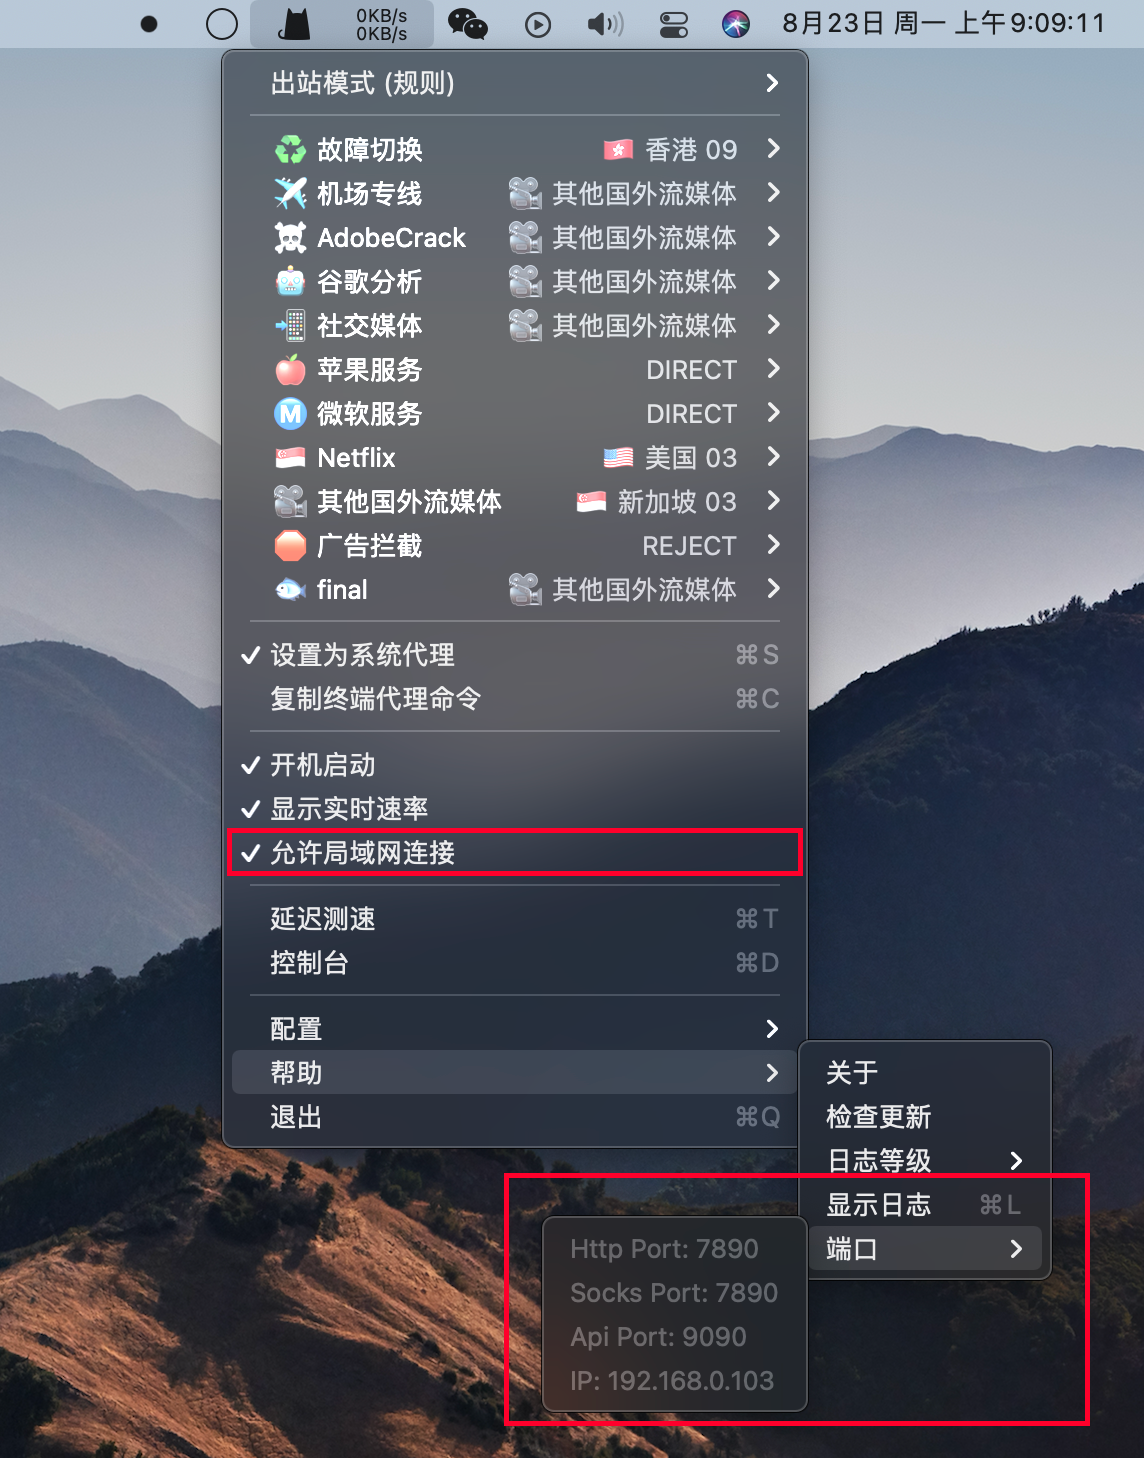 0KB/s
0KB/s
8月23日 周一 上午9:09:11
出站模式 (规则)
故障切换 香港 09
机场专线 其他国外流媒体
AdobeCrack 其他国外流媒体
谷歌分析 其他国外流媒体
社交媒体 其他国外流媒体
苹果服务 DIRECT
M 微软服务 DIRECT
Netflix 美国 03
其他国外流媒体 新加坡 03
广告拦截 REJECT
final 其他国外流媒体
设置为系统代理 ⌘S
复制终端代理命令 ⌘C
开机启动
显示实时速率
允许局域网连接
延迟测速 ⌘T
控制台 ⌘D
配置
帮助
退出 ⌘Q
关于
检查更新
日志等级
显示日志 ⌘L
端口
Http Port: 7890
Socks Port: 7890
Api Port: 9090
IP: 192.168.0.103